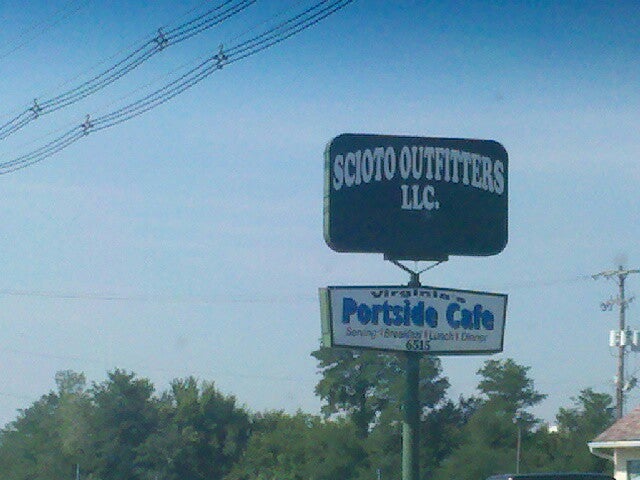 SCIOTO OUTFITTERS
LLC.
Virginia's
Portside Cafe
Serving Breakfast Lunch Dinner
6515